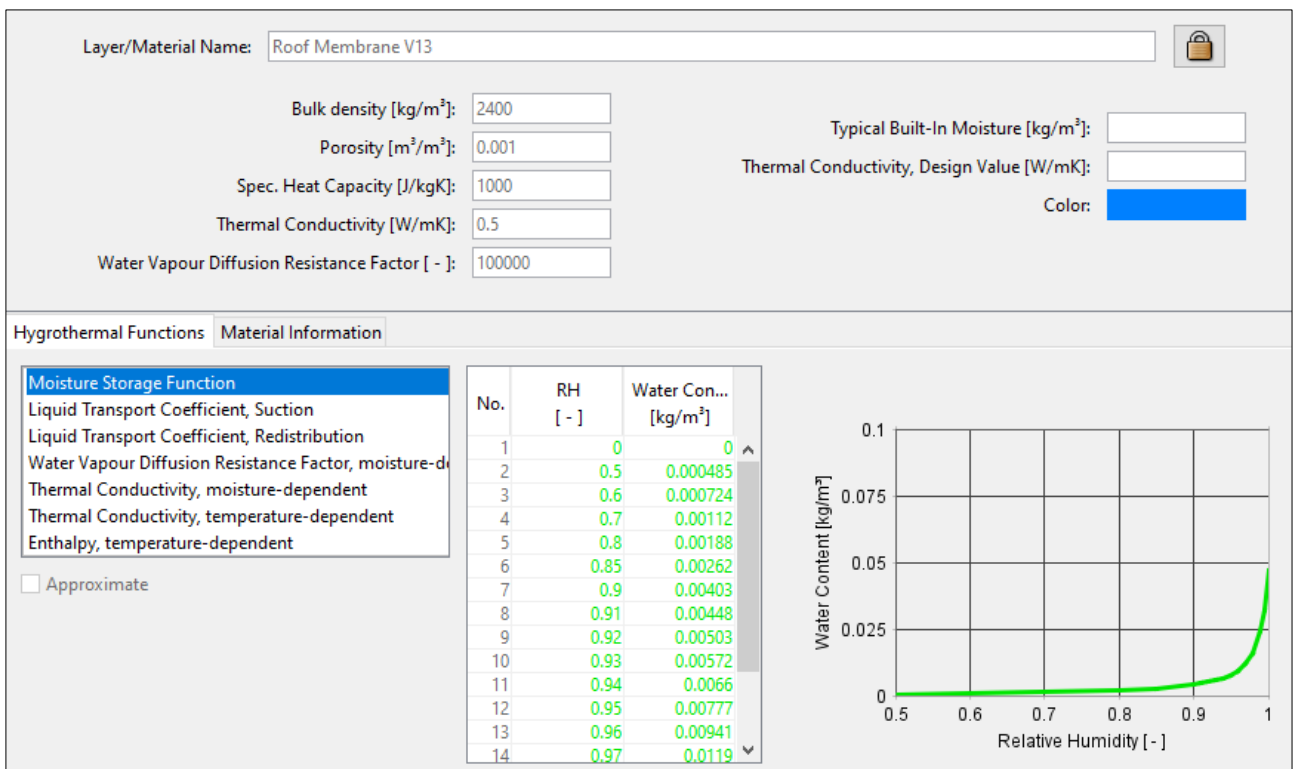 Layer/Material Name: Roof Membrane V13
Bulk density [kg/m³]: 2400
Porosity [m³/m³]: 0.001
Spec. Heat Capacity [J/kgK]: 1000
Thermal Conductivity [W/mK]: 0.5
Water Vapour Diffusion Resistance Factor [ - ]: 100000
Typical Built-In Moisture [kg/m³]:
Thermal Conductivity, Design Value [W/mK]:
Color:
Hygrothermal Functions Material Information
Moisture Storage Function
Liquid Transport Coefficient, Suction
Liquid Transport Coefficient, Redistribution
Water Vapour Diffusion Resistance Factor, moisture-d
Thermal Conductivity, moisture-dependent
Thermal Conductivity, temperature-dependent
Enthalpy, temperature-dependent
Approximate
No. RH [ - ] Water Con... [kg/m³]
1 0 0
2 0.5 0.000485
3 0.6 0.000724
4 0.7 0.00112
5 0.8 0.00188
6 0.85 0.00262
7 0.9 0.00403
8 0.91 0.00448
9 0.92 0.00503
10 0.93 0.00572
11 0.94 0.0066
12 0.95 0.00777
13 0.96 0.00941
14 0.97 0.0119
Water Content [kg/m³]
0.1
0.075
0.05
0.025
0
0.5 0.6 0.7 0.8 0.9 1
Relative Humidity [ - ]